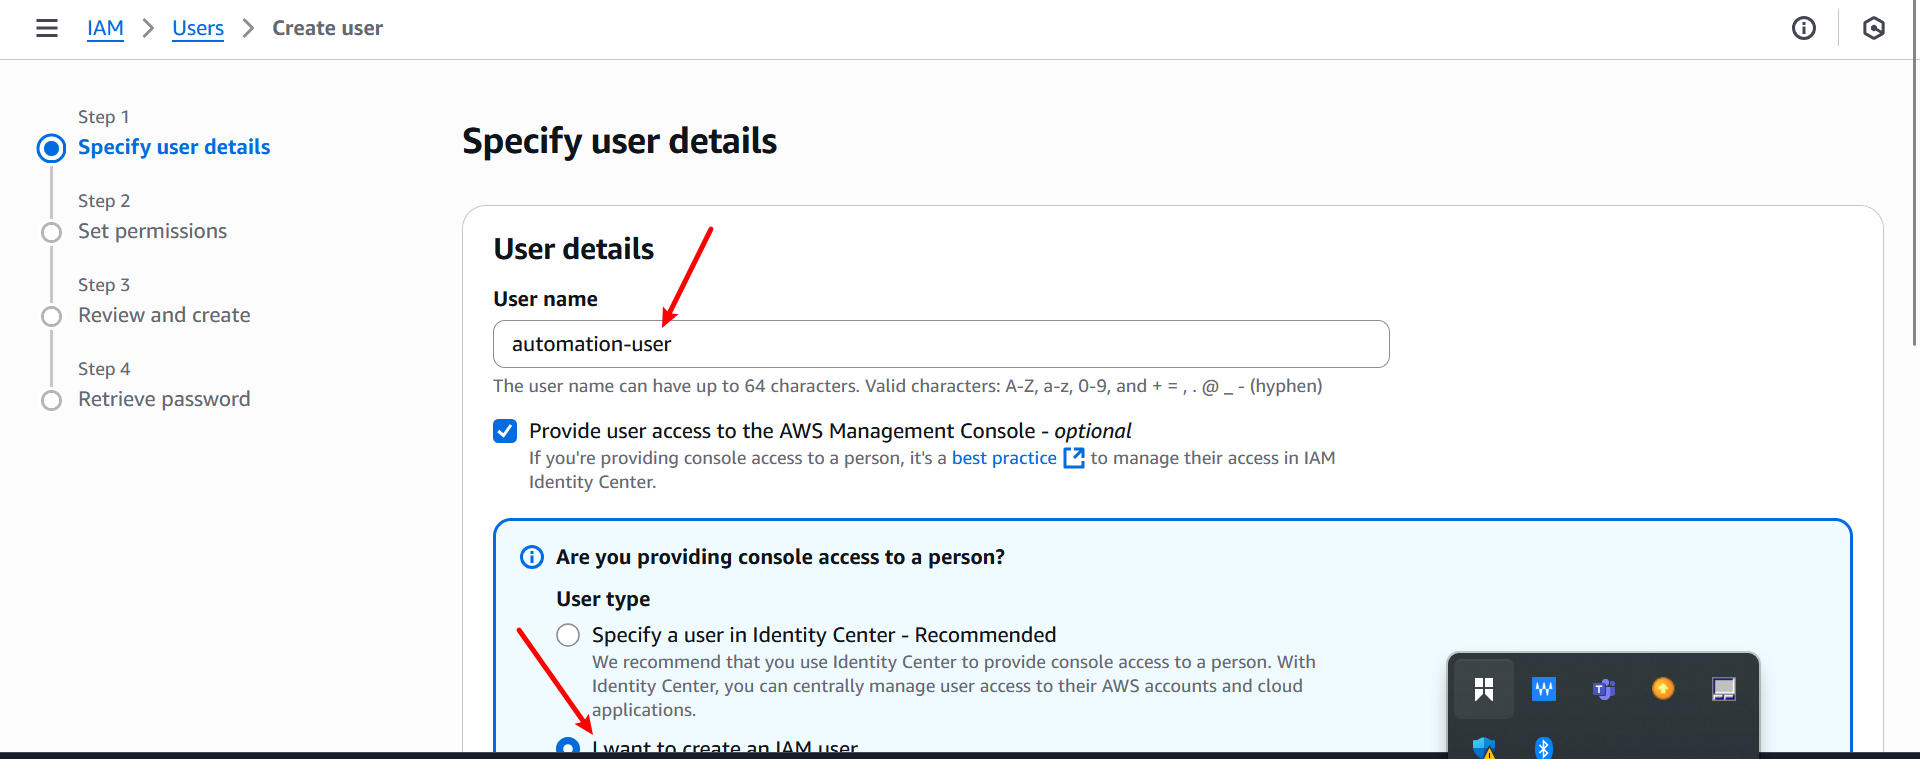 IAM > Users > Create user
Step 1
Specify user details
Step 2
Set permissions
Step 3
Review and create
Step 4
Retrieve password
Specify user details
User details
User name
automation-user
The user name can have up to 64 characters. Valid characters: A-Z, a-z, 0-9, and + = , . @ _ - (hyphen)
Provide user access to the AWS Management Console - optional
If you're providing console access to a person, it's a best practice to manage their access in IAM
Identity Center.
Are you providing console access to a person?
User type
Specify a user in Identity Center - Recommended
We recommend that you use Identity Center to provide console access to a person. With
Identity Center, you can centrally manage user access to their AWS accounts and cloud
applications.
I want to create an IAM user